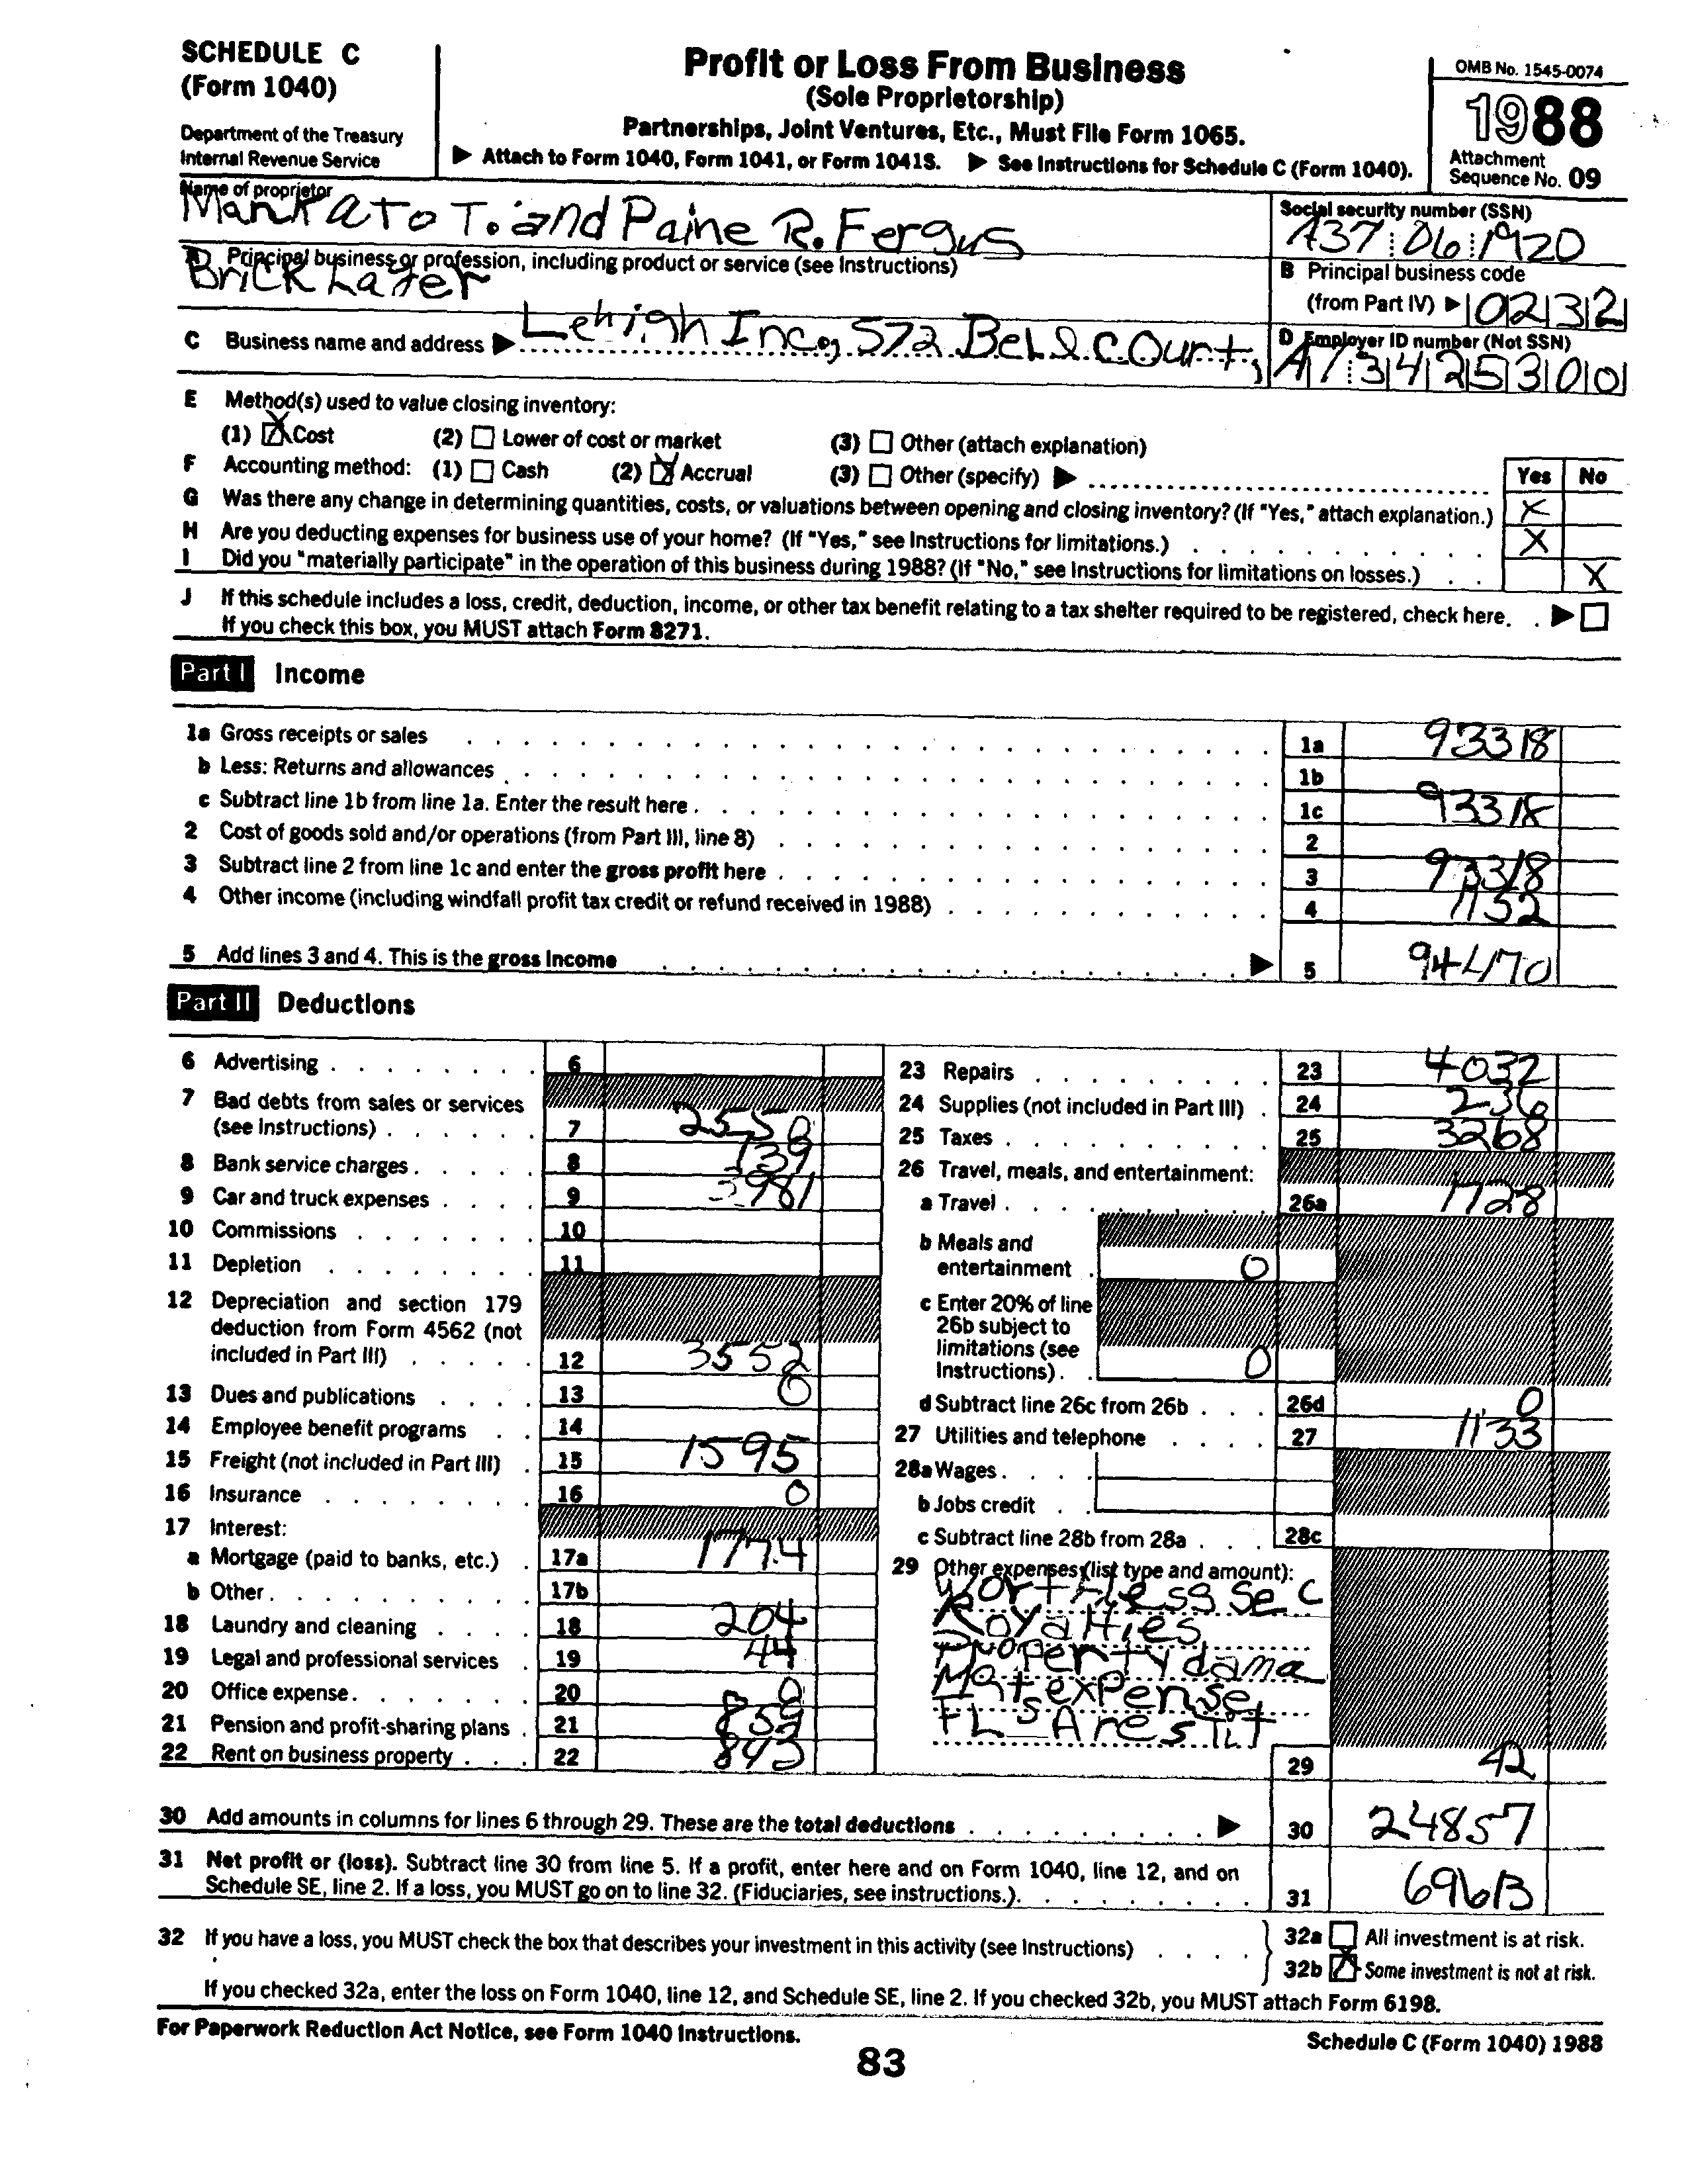 SCHEDULE C
(Form 1040)
Department of the Treasury
Internal Revenue Service
Profit or Loss From Business
(Sole Proprietorship)
Partnerships, Joint Ventures, Etc., Must File Form 1065.
▶ Attach to Form 1040, Form 1041, or Form 1041S. ▶ See Instructions for Schedule C (Form 1040).
OMB No. 1545-0074
1988
Attachment
Sequence No. 09
Name of proprietor
Mankato T. and Paine R. Fergus
Social security number (SSN)
A37 06 1920
A Principal business or profession, including product or service (see Instructions)
Brick Layer
B Principal business code
(from Part IV) ▶ 0232
C Business name and address ▶ Lehigh Inc, 572 Bell Court,
D Employer ID number (Not SSN)
A7 3425300
E Method(s) used to value closing inventory:
(1) ☒ Cost (2) ☐ Lower of cost or market (3) ☐ Other (attach explanation)
F Accounting method: (1) ☐ Cash (2) ☒ Accrual (3) ☐ Other (specify) ▶
Yes No
G Was there any change in determining quantities, costs, or valuations between opening and closing inventory? (If "Yes," attach explanation.) X
H Are you deducting expenses for business use of your home? (If "Yes," see Instructions for limitations.) X
I Did you "materially participate" in the operation of this business during 1988? (If "No," see Instructions for limitations on losses.) X
J If this schedule includes a loss, credit, deduction, income, or other tax benefit relating to a tax shelter required to be registered, check here. ▶ ☐
If you check this box, you MUST attach Form 8271.
Part I Income
1a Gross receipts or sales 1a 93318
b Less: Returns and allowances 1b
c Subtract line 1b from line 1a. Enter the result here 1c 93318
2 Cost of goods sold and/or operations (from Part III, line 8) 2
3 Subtract line 2 from line 1c and enter the gross profit here 3 93318
4 Other income (including windfall profit tax credit or refund received in 1988) 4 1152
5 Add lines 3 and 4. This is the gross income ▶ 5 94470
Part II Deductions
6 Advertising 6
7 Bad debts from sales or services
(see Instructions) 7 2550
8 Bank service charges 8 739
9 Car and truck expenses 9 3981
10 Commissions 10
11 Depletion 11
12 Depreciation and section 179
deduction from Form 4562 (not
included in Part III) 12 3552
13 Dues and publications 13 0
14 Employee benefit programs 14
15 Freight (not included in Part III) 15 1595
16 Insurance 16 0
17 Interest:
a Mortgage (paid to banks, etc.) 17a 1774
b Other 17b
18 Laundry and cleaning 18 204
19 Legal and professional services 19 44
20 Office expense 20 0
21 Pension and profit-sharing plans 21
22 Rent on business property 22
23 Repairs 23 4032
24 Supplies (not included in Part III) 24 236
25 Taxes 25 3268
26 Travel, meals, and entertainment:
a Travel 26a 1728
b Meals and
entertainment 0
c Enter 20% of line
26b subject to
limitations (see
Instructions) 0
d Subtract line 26c from 26b 26d 0
27 Utilities and telephone 27 1133
28a Wages
b Jobs credit
c Subtract line 28b from 28a 28c
29 Other expenses (list type and amount):
Worthless Sec
Royalties
Property dama
Mat expense
29 42
30 Add amounts in columns for lines 6 through 29. These are the total deductions ▶ 30 24857
31 Net profit or (loss). Subtract line 30 from line 5. If a profit, enter here and on Form 1040, line 12, and on
Schedule SE, line 2. If a loss, you MUST go on to line 32. (Fiduciaries, see instructions.) 31 69613
32 If you have a loss, you MUST check the box that describes your investment in this activity (see Instructions)
32a ☐ All investment is at risk.
32b ☒ Some investment is not at risk.
If you checked 32a, enter the loss on Form 1040, line 12, and Schedule SE, line 2. If you checked 32b, you MUST attach Form 6198.
For Paperwork Reduction Act Notice, see Form 1040 Instructions.
Schedule C (Form 1040) 1988
83